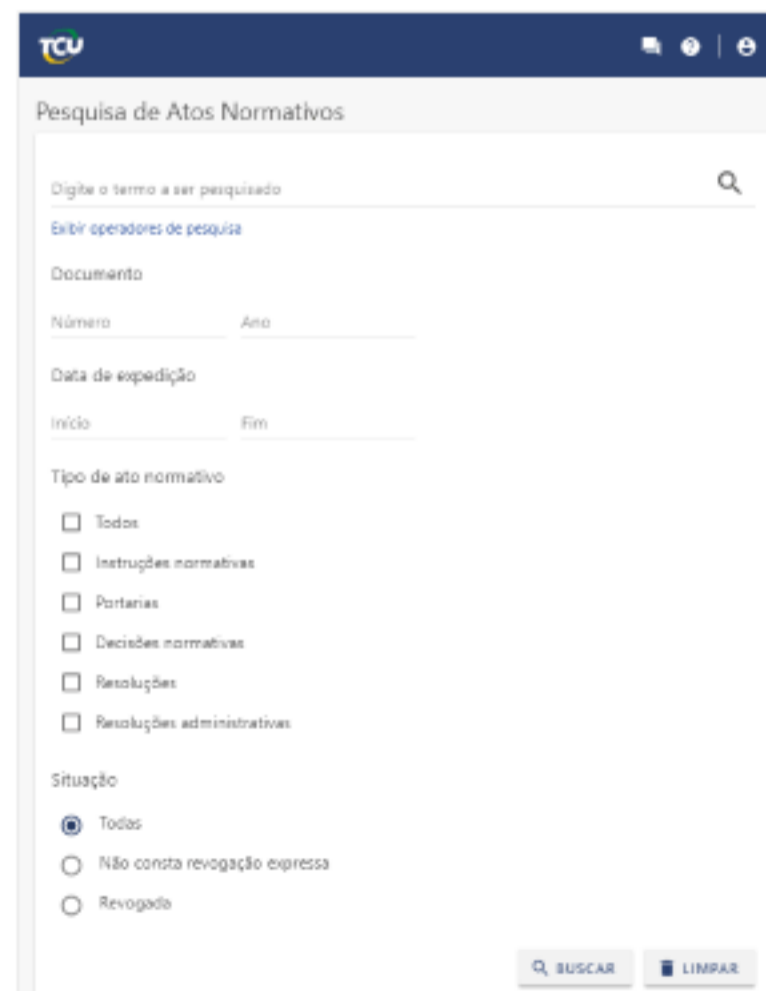 TCU
Pesquisa de Atos Normativos
Digite o termo a ser pesquisado
Exibir operadores de pesquisa
Documento
Número Ano
Data de expedição
Início Fim
Tipo de ato normativo
Todos
Instruções normativas
Portarias
Decisões normativas
Resoluções
Resoluções administrativas
Situação
Todas
Não consta revogação expressa
Revogada
BUSCAR LIMPAR